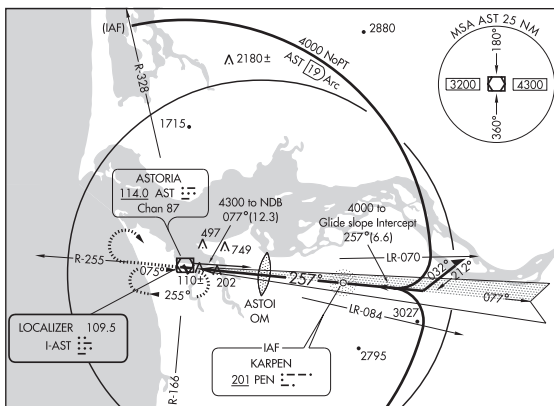 (IAF)
R-328
2180±
4000 NoPT
AST 19 Arc
2880
MSA AST 25 NM
180°
3200
4300
360°
1715
ASTORIA
114.0 AST
Chan 87
4300 to NDB
077° (12.3)
497
749
4000 to
Glide slope Intercept
257° (6.6)
R-255
075°
255°
110±
202
ASTOI
OM
257°
LR-070
032°
212°
077°
LR-084
3027
LOCALIZER 109.5
I-AST
R-166
IAF
KARPEN
201 PEN
2795